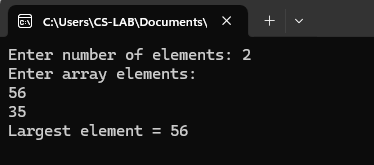 C:\Users\CS-LAB\Documents\
Enter number of elements: 2
Enter array elements:
56
35
Largest element = 56